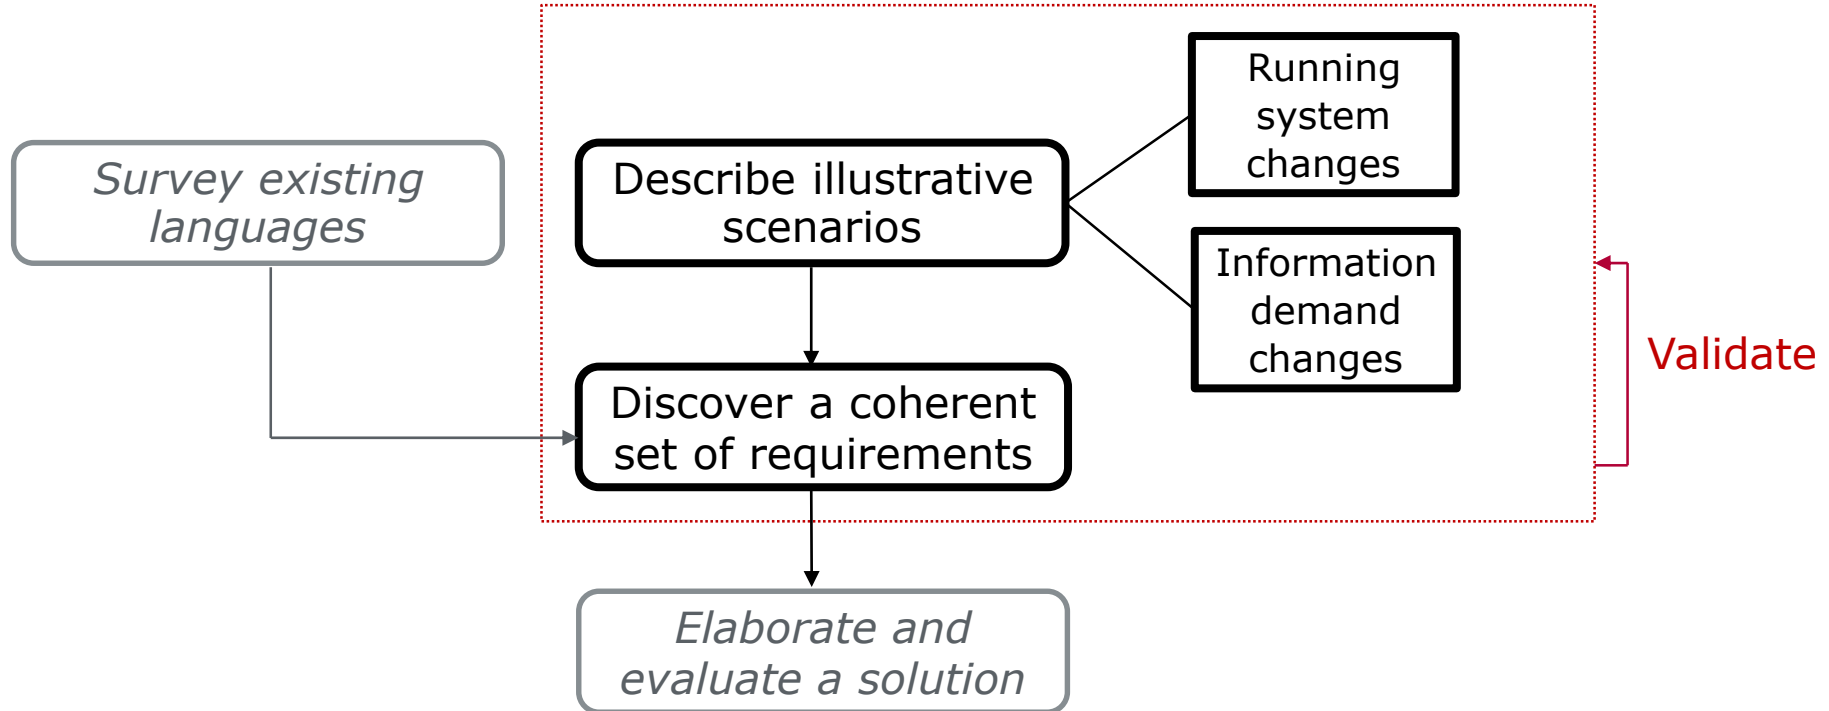 Running
system
changes
Survey existing
languages
Describe illustrative
scenarios
Information
demand
changes
Validate
Discover a coherent
set of requirements
Elaborate and
evaluate a solution